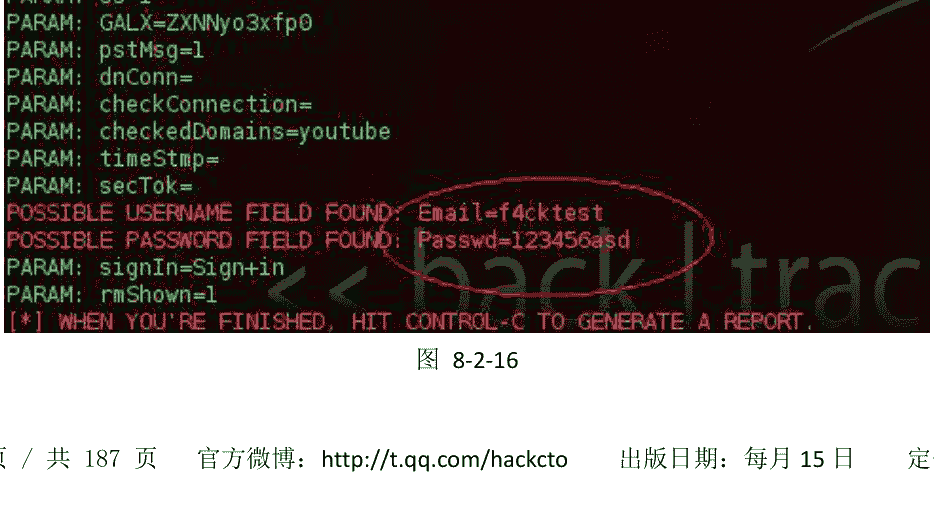 PARAM: GALX=ZXNNyo3xfp0
PARAM: pstMsg=1
PARAM: dnConn=
PARAM: checkConnection=
PARAM: checkedDomains=youtube
PARAM: timeStmp=
PARAM: secTok=
POSSIBLE USERNAME FIELD FOUND: Email=f4cktest
POSSIBLE PASSWORD FIELD FOUND: Passwd=123456asd
PARAM: signIn=Sign+in
PARAM: rmShown=1
<< back | trac
[*] WHEN YOU'RE FINISHED, HIT CONTROL-C TO GENERATE A REPORT.
图 8-2-16
页 / 共 187 页 官方微博：http://t.qq.com/hackcto 出版日期：每月 15 日 定